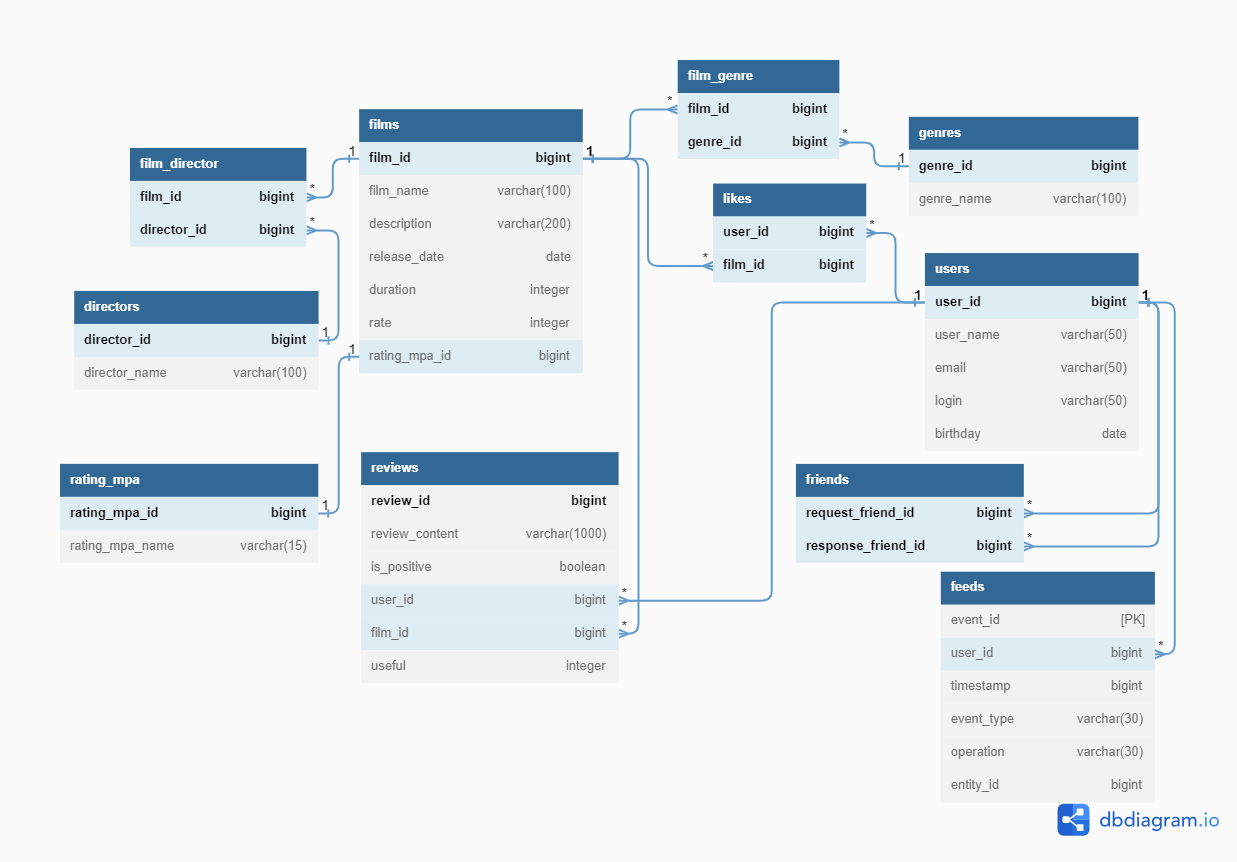 film_genre
film_id bigint
genre_id bigint
films
film_id bigint
film_name varchar(100)
description varchar(200)
release_date date
duration integer
rate integer
rating_mpa_id bigint
genres
genre_id bigint
genre_name varchar(100)
film_director
film_id bigint
director_id bigint
likes
user_id bigint
film_id bigint
directors
director_id bigint
director_name varchar(100)
users
user_id bigint
user_name varchar(50)
email varchar(50)
login varchar(50)
birthday date
rating_mpa
rating_mpa_id bigint
rating_mpa_name varchar(15)
reviews
review_id bigint
review_content varchar(1000)
is_positive boolean
user_id bigint
film_id bigint
useful integer
friends
request_friend_id bigint
response_friend_id bigint
feeds
event_id [PK]
user_id bigint
timestamp bigint
event_type varchar(30)
operation varchar(30)
entity_id bigint
1
*
*
1
1
1
1
*
*
1
*
*
1
1
*
*
*
*
*
dbdiagram.io